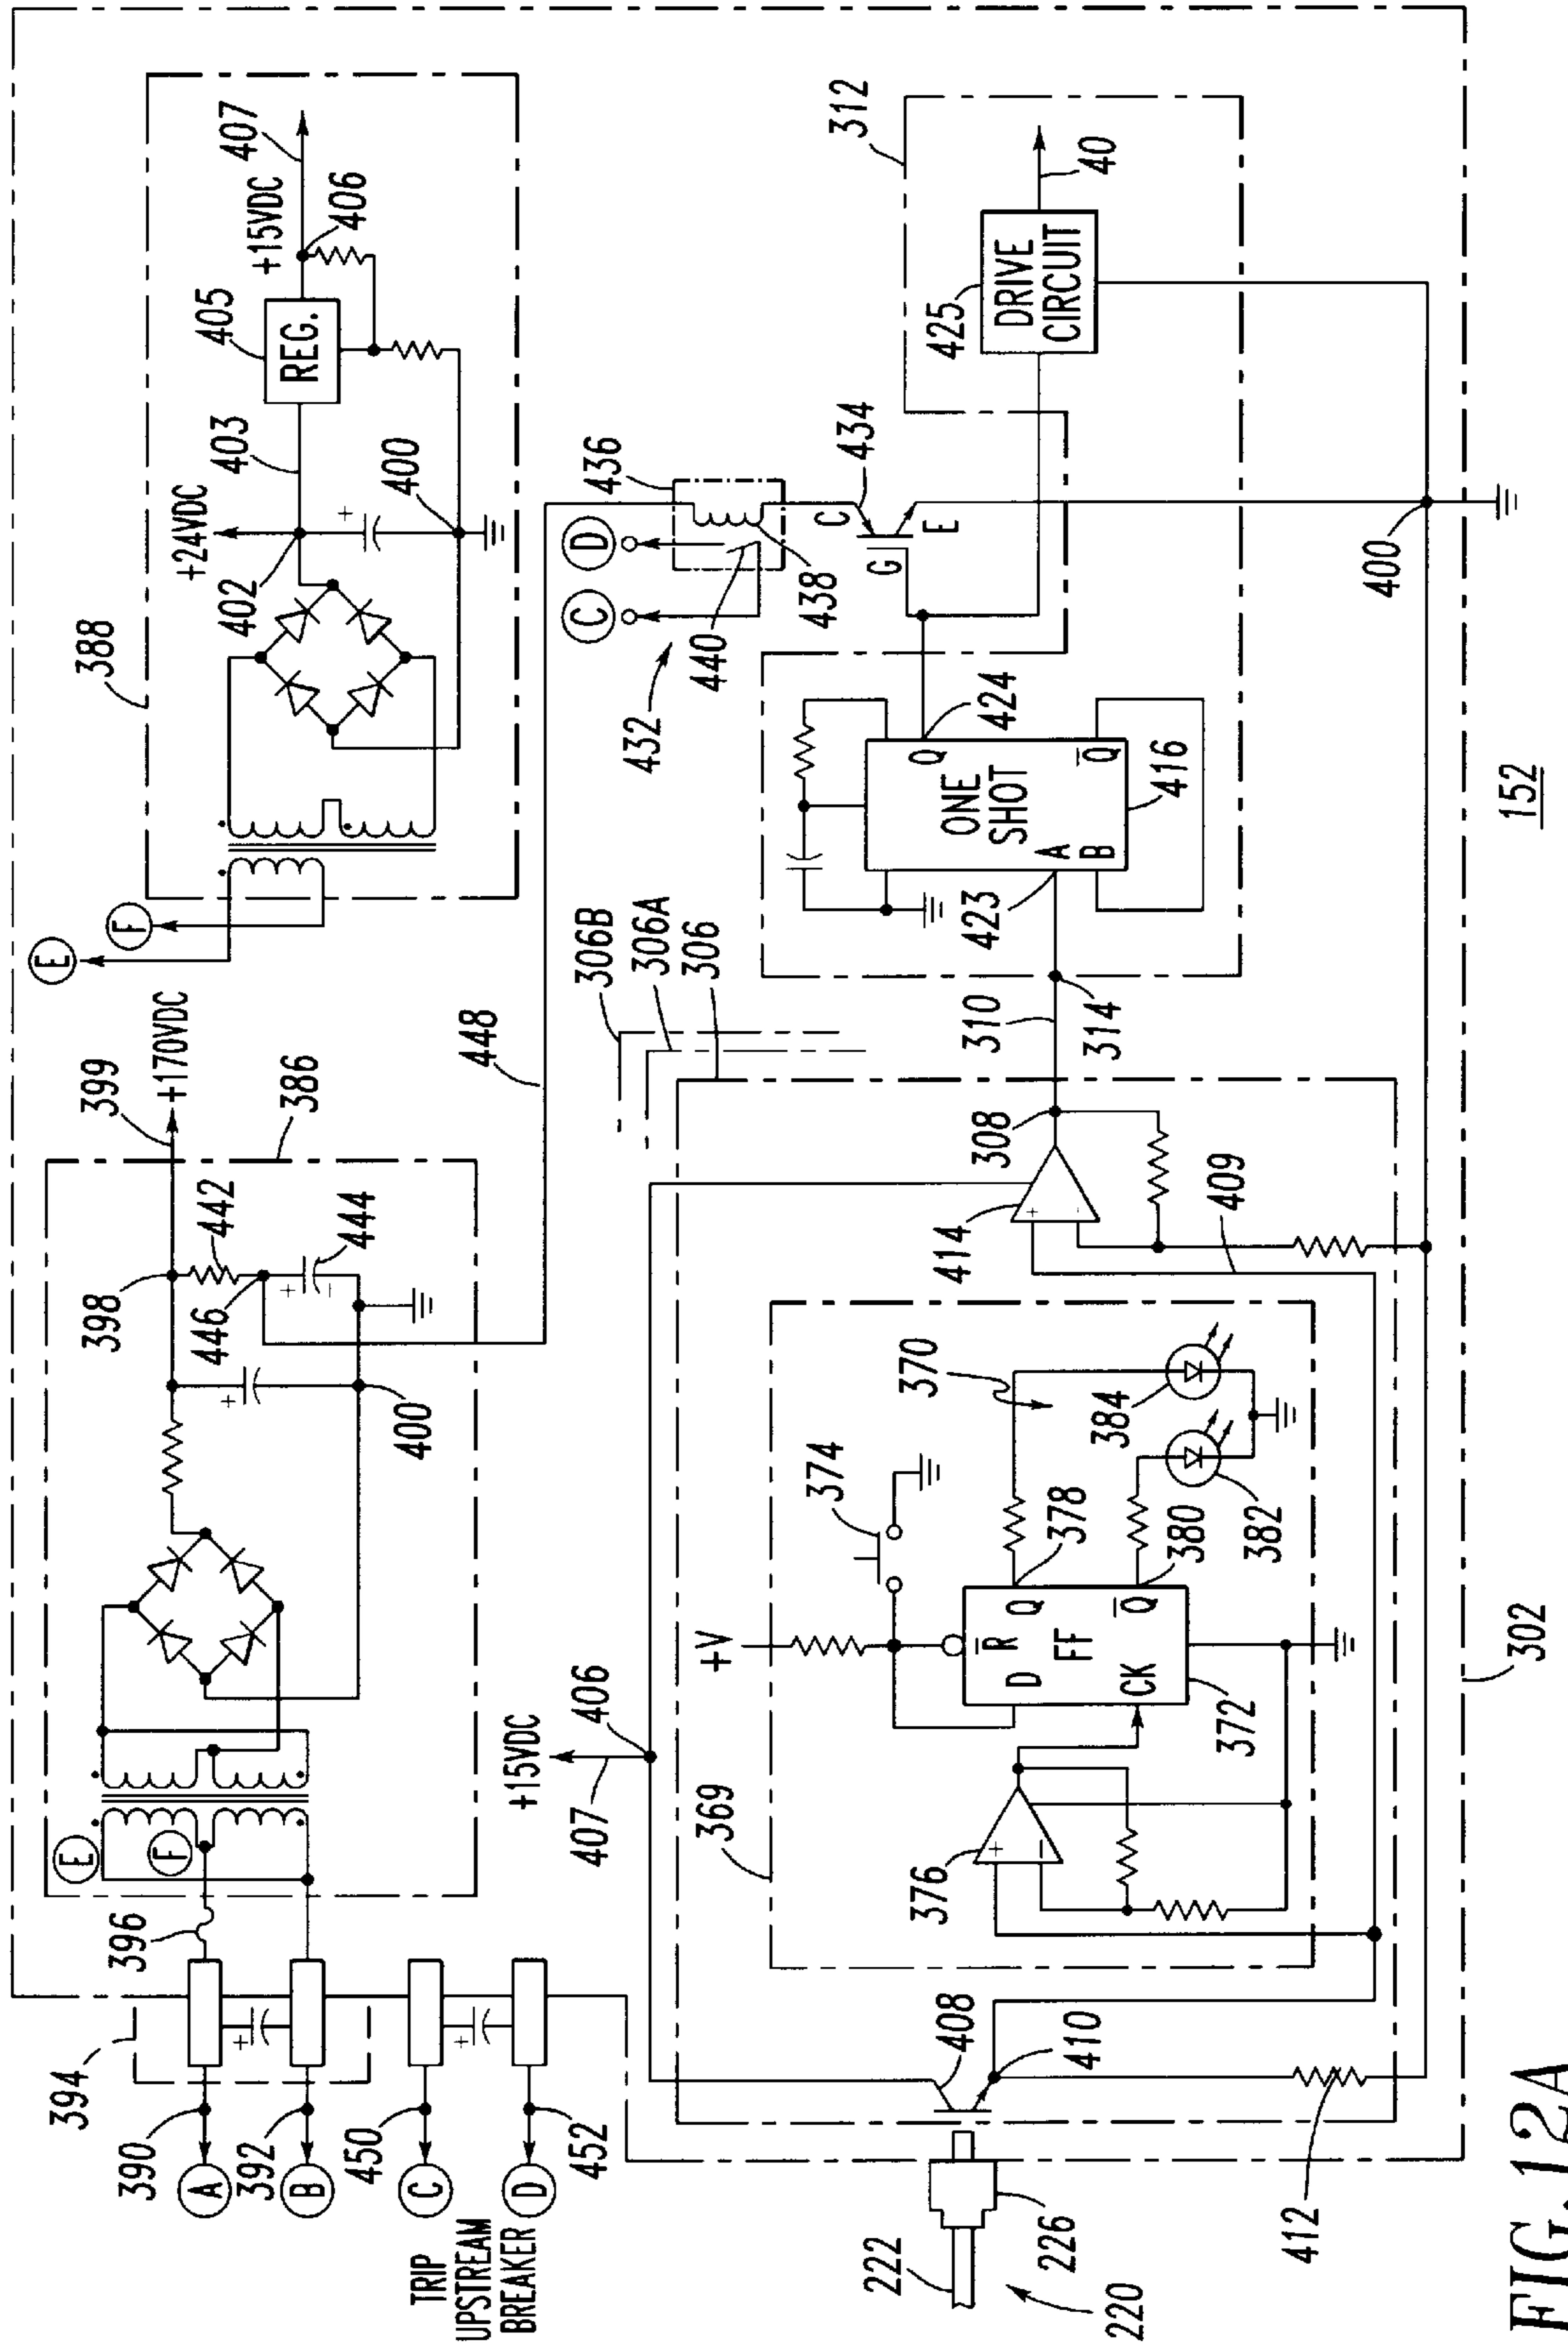 394
390
A
392
B
450
C
452
D
TRIP
UPSTREAM
BREAKER
396
E
F
398
399
+170VDC
442
446
444
386
400
E
F
388
+24VDC
402
403
+
400
405
REG.
+15VDC
406
407
448
+15VDC
407
406
306B
306A
306
432
C
D
440
438
436
C
434
G
E
312
369
+V
374
376
+
−
D
R
Q
FF
CK
Q
372
378
380
370
384
382
414
+
308
409
310
314
423
ONE
SHOT
A
B
Q
Q
424
416
425
DRIVE
CIRCUIT
40
400
222
226
220
408
410
412
302
152
FIG.12A